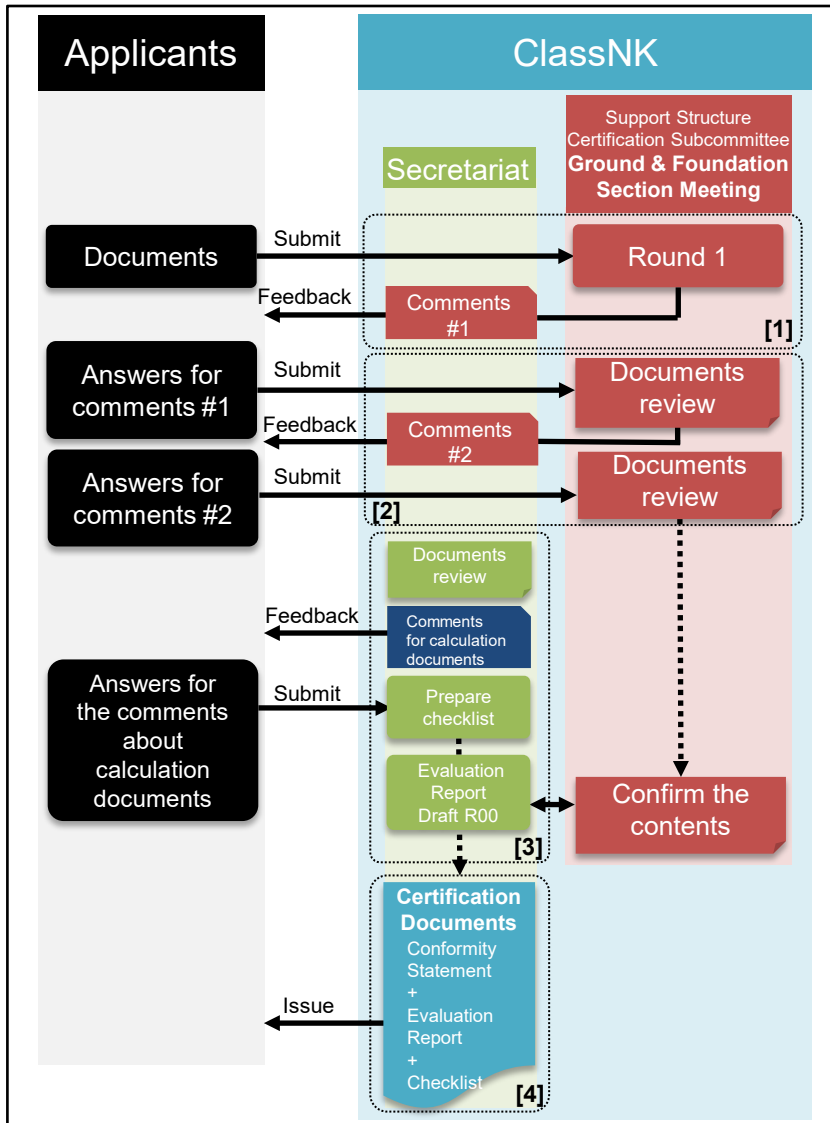 Applicants
ClassNK
Support Structure
Certification Subcommittee
Ground & Foundation
Section Meeting
Secretariat
Documents
Submit
Round 1
Feedback
Comments
#1
[1]
Answers for
comments #1
Submit
Documents
review
Feedback
Comments
#2
Answers for
comments #2
Submit
Documents
review
[2]
Documents
review
Feedback
Comments
for calculation
documents
Answers for
the comments
about
calculation
documents
Submit
Prepare
checklist
Evaluation
Report
Draft R00
Confirm the
contents
[3]
Certification
Documents
Conformity
Statement
+
Evaluation
Report
+
Checklist
Issue
[4]